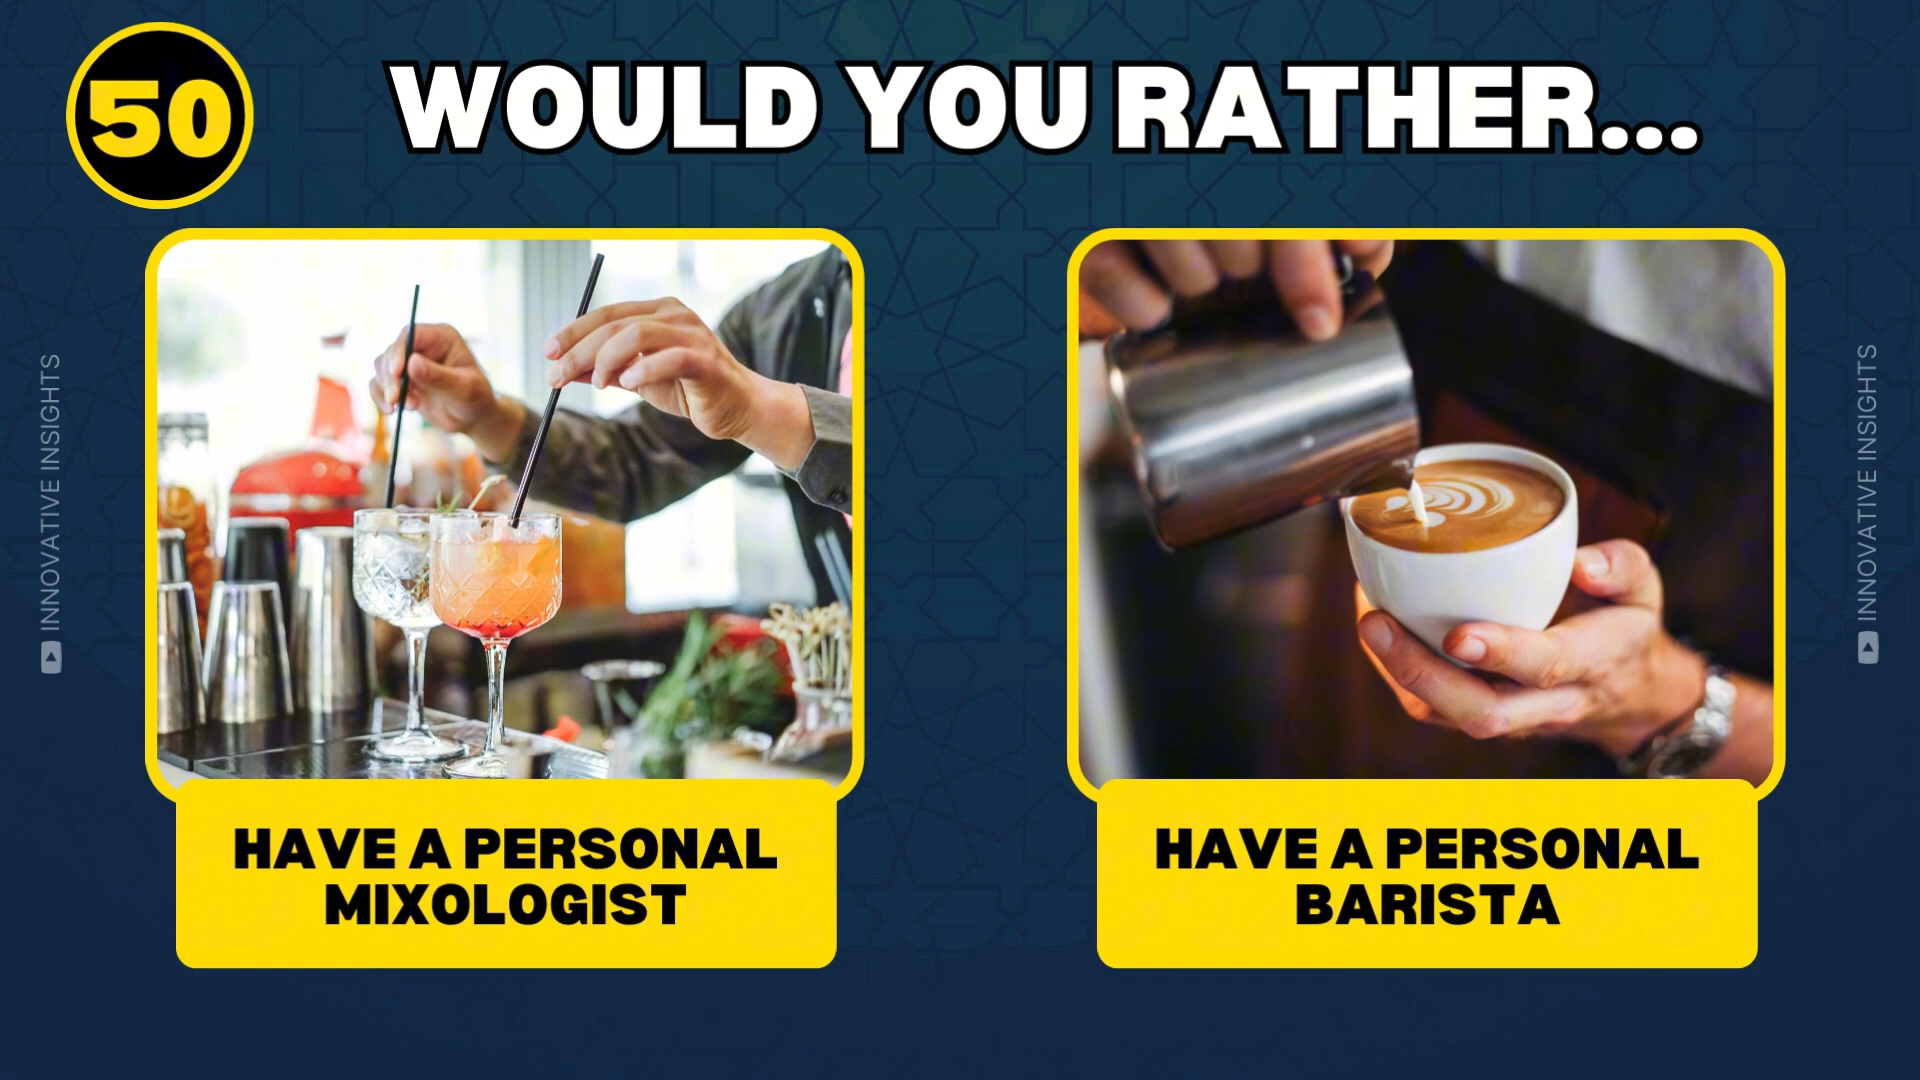 50
WOULD YOU RATHER...
HAVE A PERSONAL
MIXOLOGIST
HAVE A PERSONAL
BARISTA
INNOVATIVE INSIGHTS
INNOVATIVE INSIGHTS